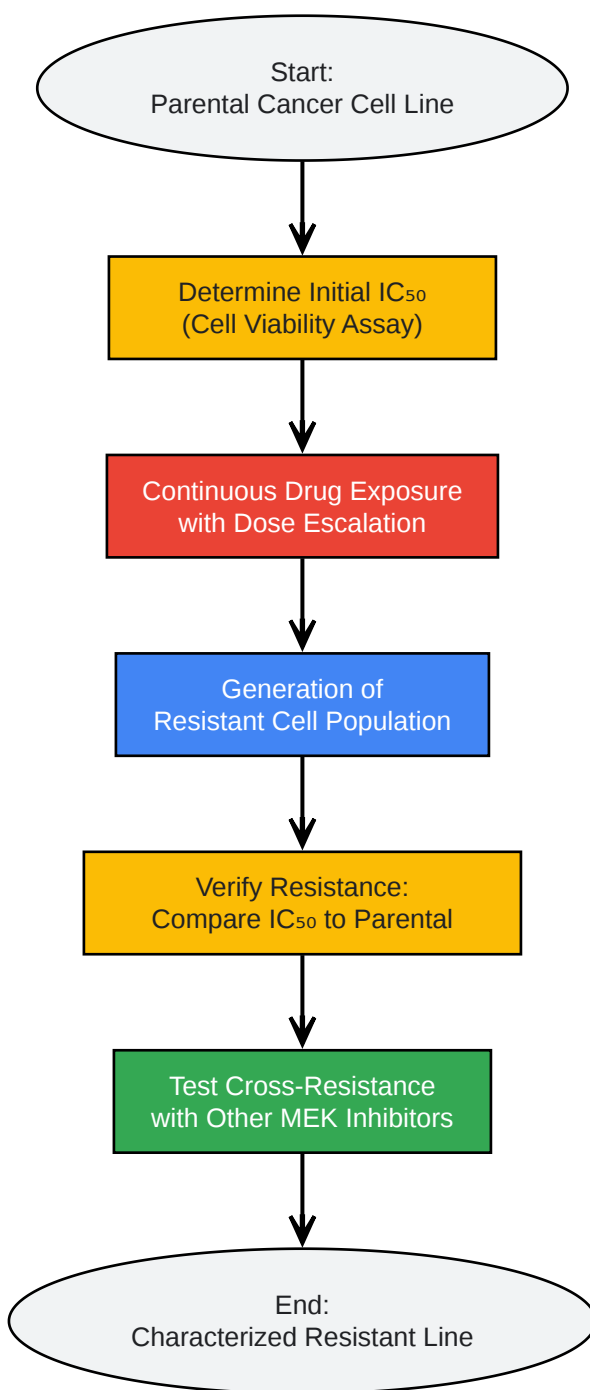 Start:
Parental Cancer Cell Line
Determine Initial IC₅₀
(Cell Viability Assay)
Continuous Drug Exposure
with Dose Escalation
Generation of
Resistant Cell Population
Verify Resistance:
Compare IC₅₀ to Parental
Test Cross-Resistance
with Other MEK Inhibitors
End:
Characterized Resistant Line